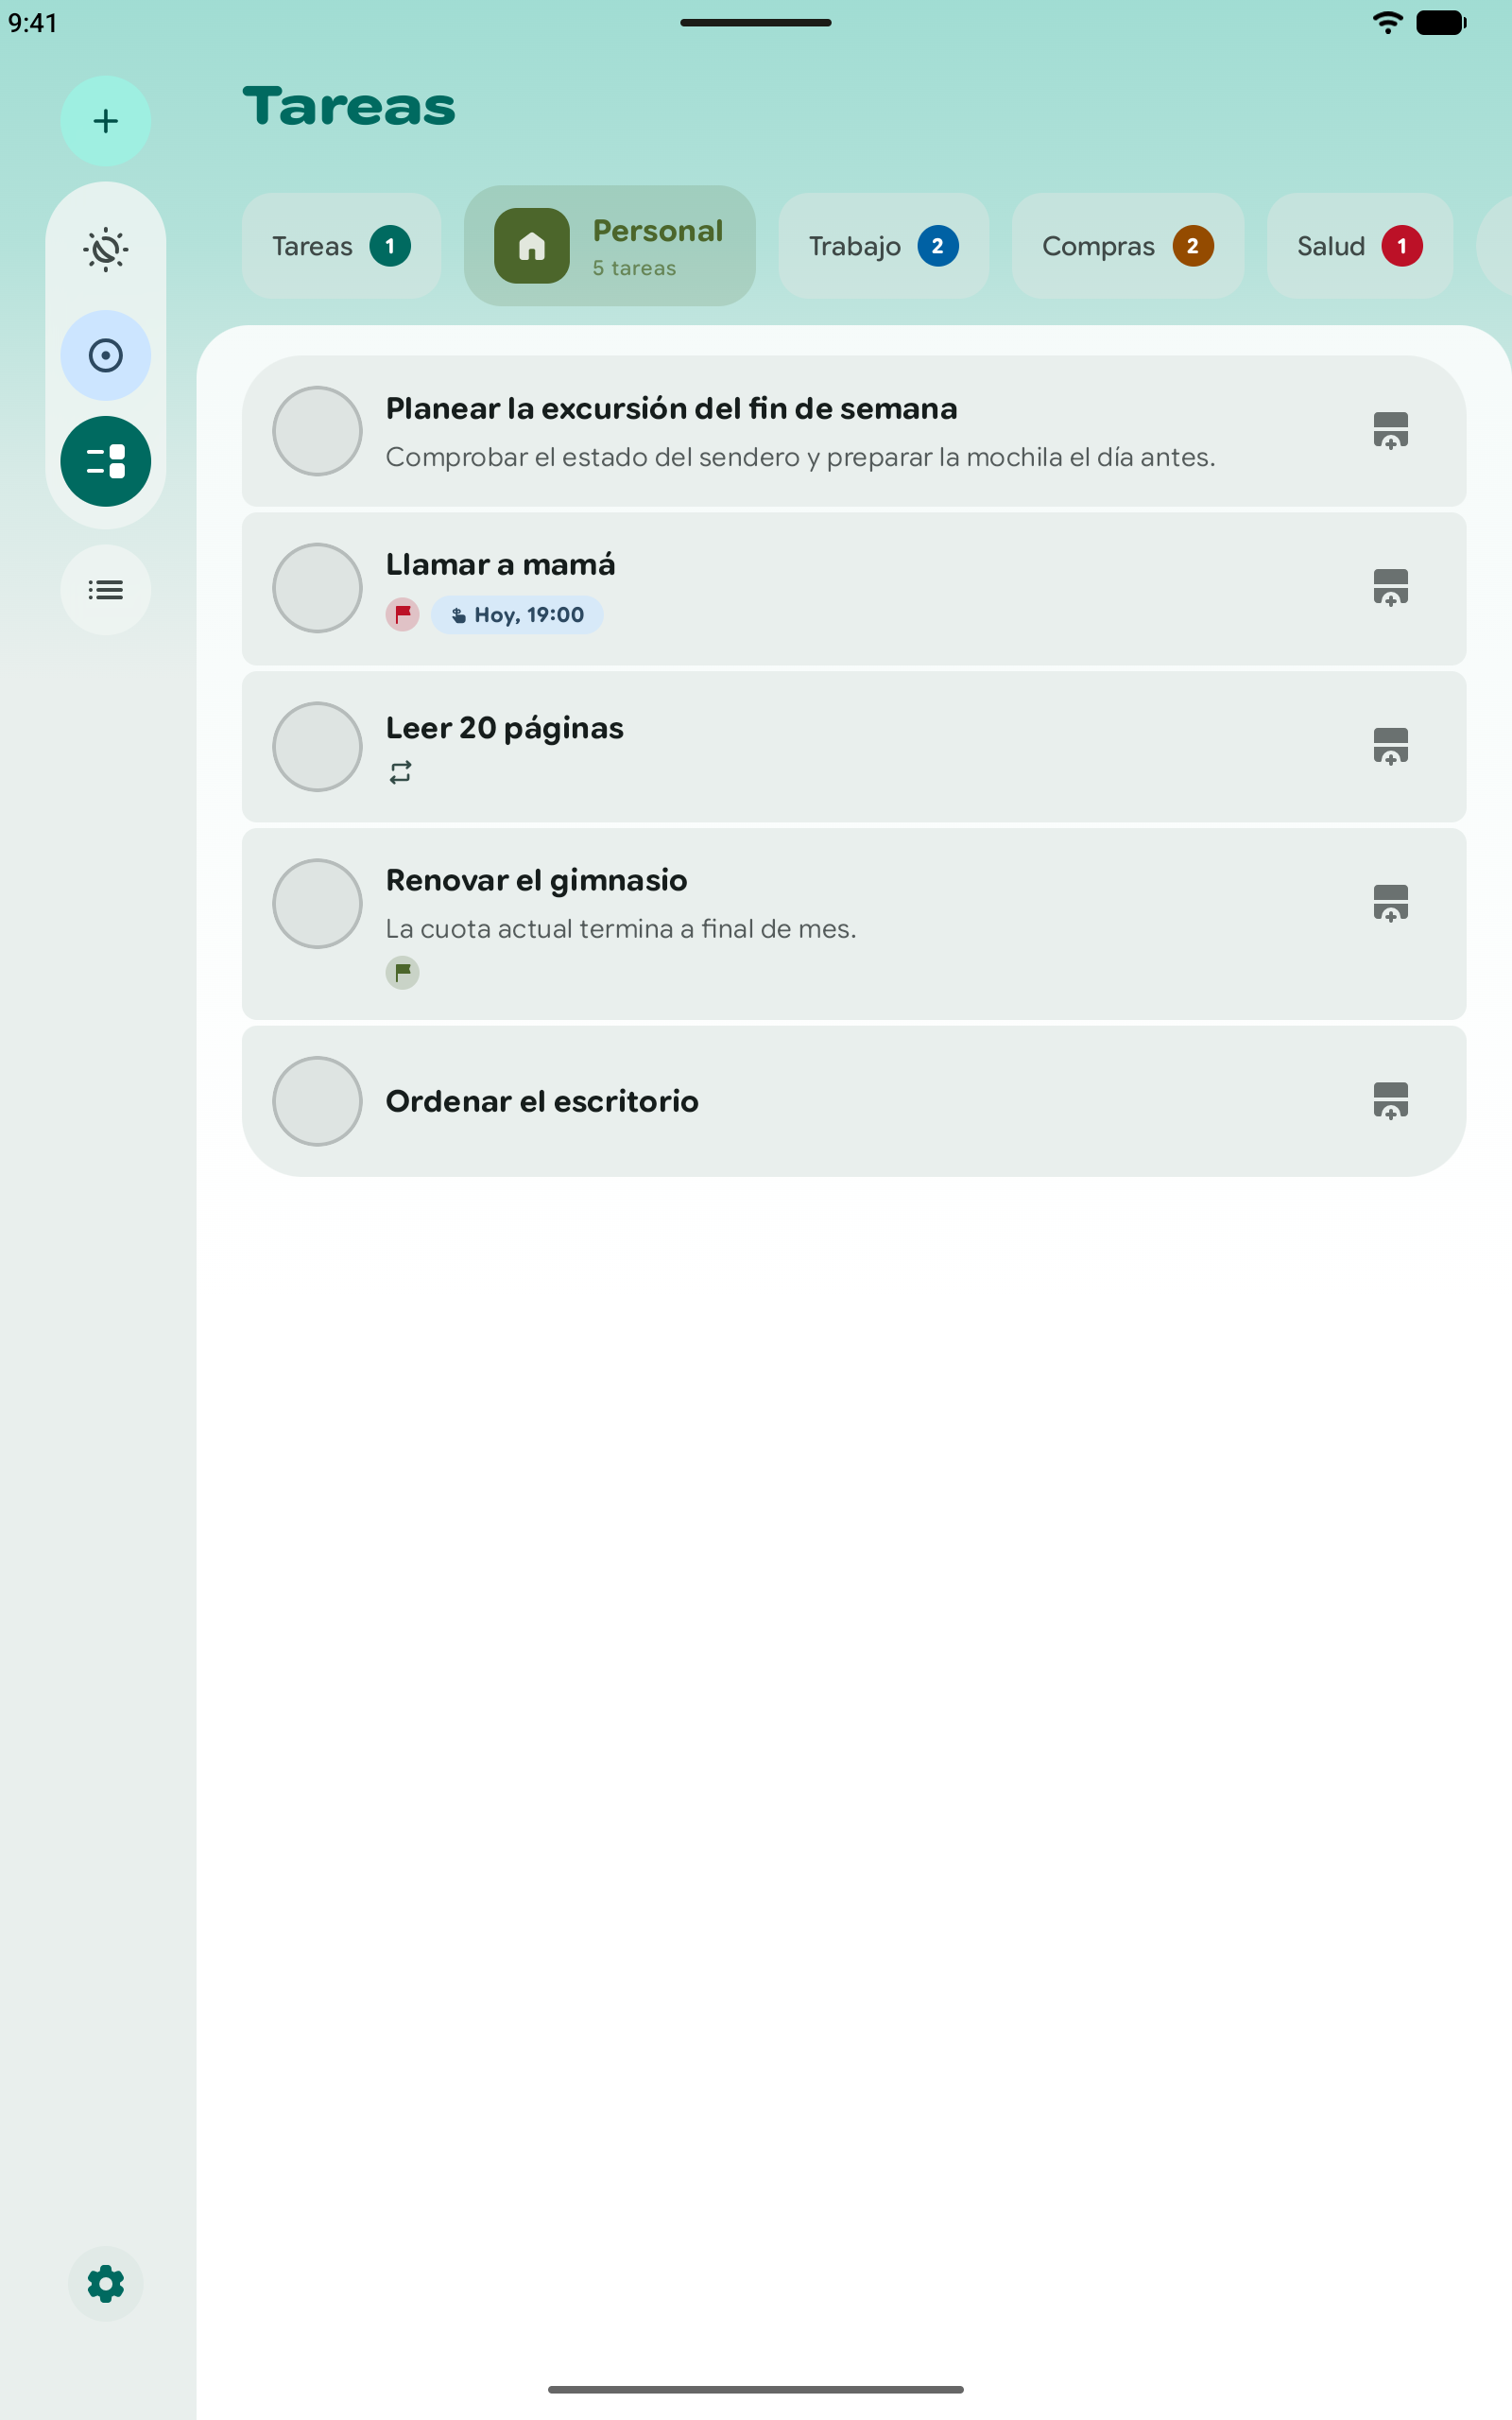 9:41
Tareas
Tareas 1
Personal
5 tareas
Trabajo 2
Compras 2
Salud 1
Planear la excursión del fin de semana
Comprobar el estado del sendero y preparar la mochila el día antes.
Llamar a mamá
Hoy, 19:00
Leer 20 páginas
Renovar el gimnasio
La cuota actual termina a final de mes.
Ordenar el escritorio